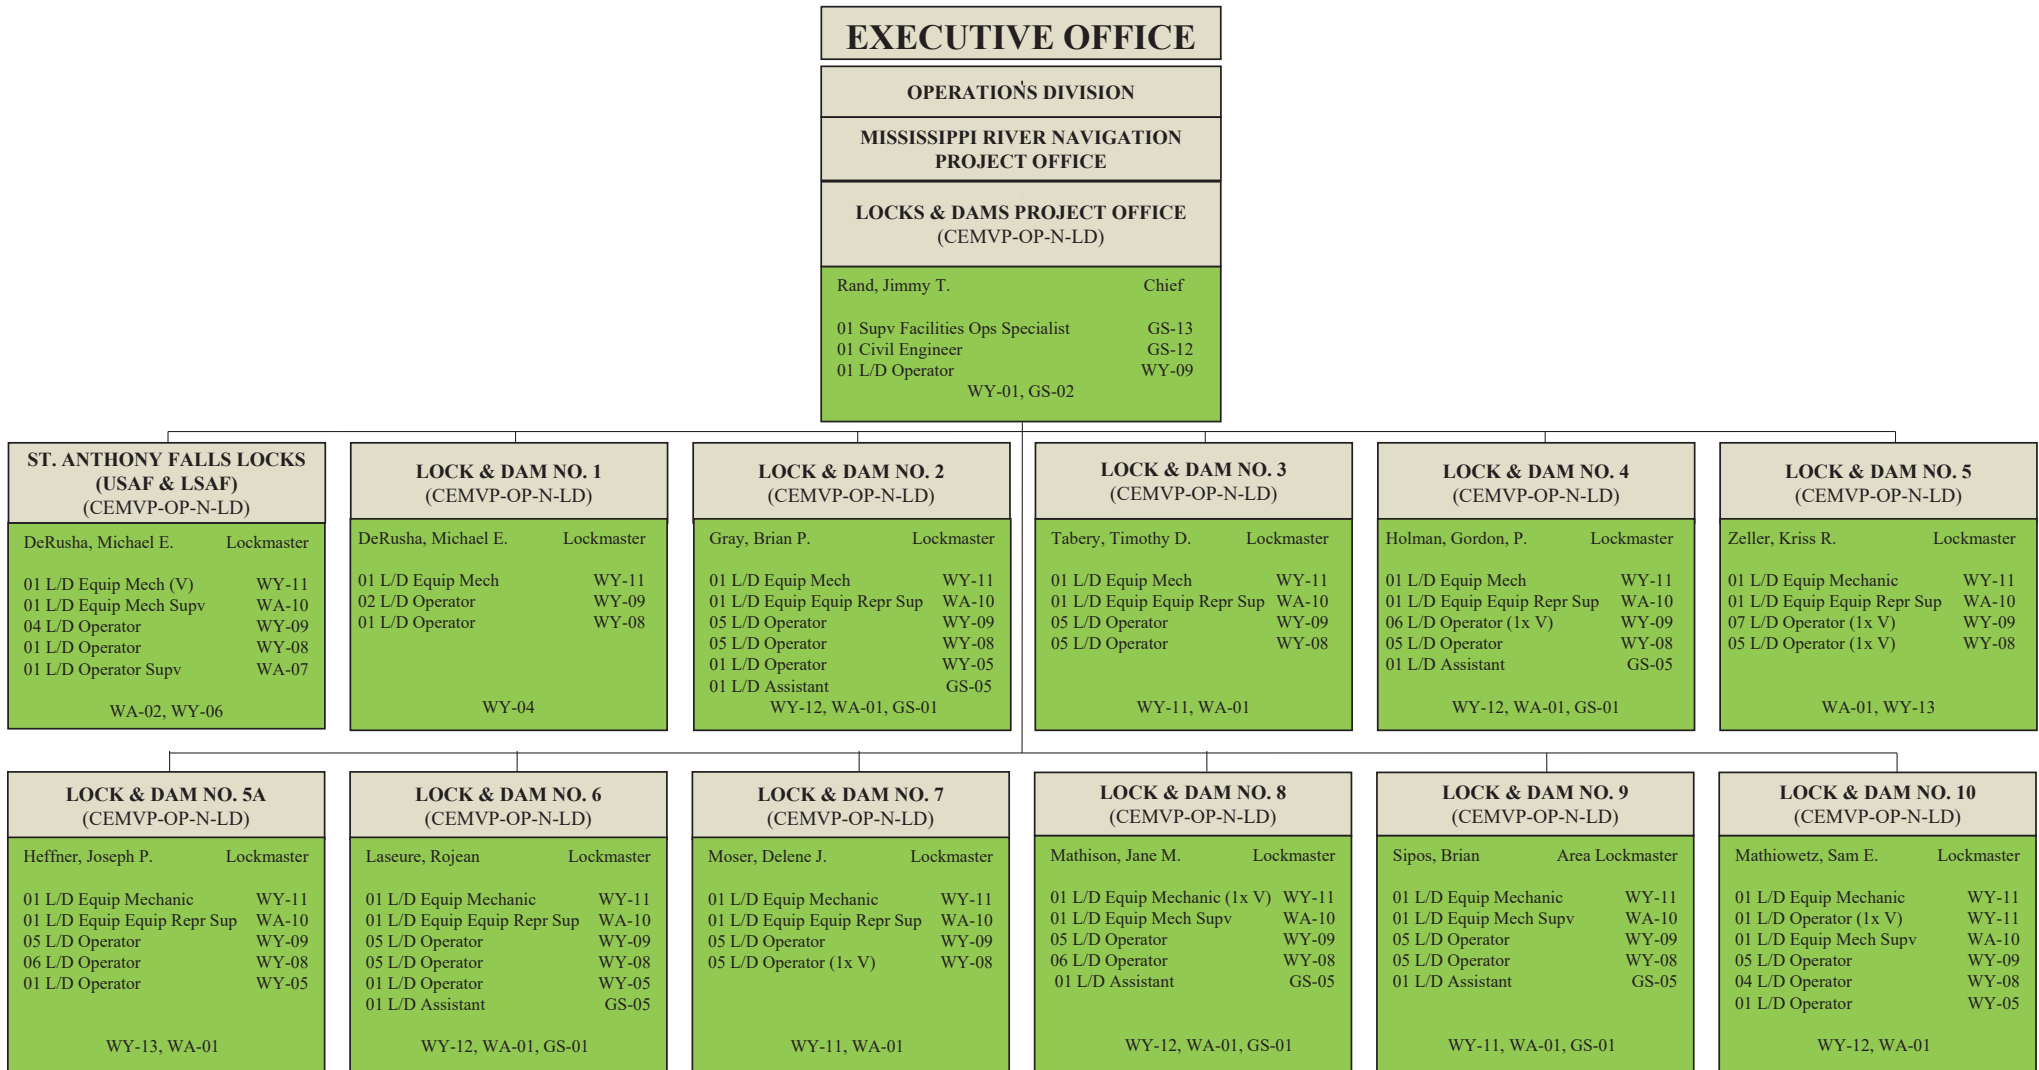 EXECUTIVE OFFICE
OPERATIONS DIVISION
MISSISSIPPI RIVER NAVIGATION
PROJECT OFFICE
LOCKS & DAMS PROJECT OFFICE
(CEMVP-OP-N-LD)
Rand, Jimmy T. Chief
01 Supv Facilities Ops Specialist GS-13
01 Civil Engineer GS-12
01 L/D Operator WY-09
WY-01, GS-02
ST. ANTHONY FALLS LOCKS
(USAF & LSAF)
(CEMVP-OP-N-LD)
DeRusha, Michael E. Lockmaster
01 L/D Equip Mech (V) WY-11
01 L/D Equip Mech Supv WA-10
04 L/D Operator WY-09
01 L/D Operator WY-08
01 L/D Operator Supv WA-07
WA-02, WY-06
LOCK & DAM NO. 1
(CEMVP-OP-N-LD)
DeRusha, Michael E. Lockmaster
01 L/D Equip Mech WY-11
02 L/D Operator WY-09
01 L/D Operator WY-08
WY-04
LOCK & DAM NO. 2
(CEMVP-OP-N-LD)
Gray, Brian P. Lockmaster
01 L/D Equip Mech WY-11
01 L/D Equip Equip Repr Sup WA-10
05 L/D Operator WY-09
05 L/D Operator WY-08
01 L/D Operator WY-05
01 L/D Assistant GS-05
WY-12, WA-01, GS-01
LOCK & DAM NO. 3
(CEMVP-OP-N-LD)
Tabery, Timothy D. Lockmaster
01 L/D Equip Mech WY-11
01 L/D Equip Equip Repr Sup WA-10
05 L/D Operator WY-09
05 L/D Operator WY-08
WY-11, WA-01
LOCK & DAM NO. 4
(CEMVP-OP-N-LD)
Holman, Gordon, P. Lockmaster
01 L/D Equip Mech WY-11
01 L/D Equip Equip Repr Sup WA-10
06 L/D Operator (1x V) WY-09
05 L/D Operator WY-08
01 L/D Assistant GS-05
WY-12, WA-01, GS-01
LOCK & DAM NO. 5
(CEMVP-OP-N-LD)
Zeller, Kriss R. Lockmaster
01 L/D Equip Mechanic WY-11
01 L/D Equip Equip Repr Sup WA-10
07 L/D Operator (1x V) WY-09
05 L/D Operator (1x V) WY-08
WA-01, WY-13
LOCK & DAM NO. 5A
(CEMVP-OP-N-LD)
Heffner, Joseph P. Lockmaster
01 L/D Equip Mechanic WY-11
01 L/D Equip Equip Repr Sup WA-10
05 L/D Operator WY-09
06 L/D Operator WY-08
01 L/D Operator WY-05
WY-13, WA-01
LOCK & DAM NO. 6
(CEMVP-OP-N-LD)
Laseure, Rojean Lockmaster
01 L/D Equip Mechanic WY-11
01 L/D Equip Equip Repr Sup WA-10
05 L/D Operator WY-09
05 L/D Operator WY-08
01 L/D Operator WY-05
01 L/D Assistant GS-05
WY-12, WA-01, GS-01
LOCK & DAM NO. 7
(CEMVP-OP-N-LD)
Moser, Delene J. Lockmaster
01 L/D Equip Mechanic WY-11
01 L/D Equip Equip Repr Sup WA-10
05 L/D Operator WY-09
05 L/D Operator (1x V) WY-08
WY-11, WA-01
LOCK & DAM NO. 8
(CEMVP-OP-N-LD)
Mathison, Jane M. Lockmaster
01 L/D Equip Mechanic (1x V) WY-11
01 L/D Equip Mech Supv WA-10
05 L/D Operator WY-09
06 L/D Operator WY-08
01 L/D Assistant GS-05
WY-12, WA-01, GS-01
LOCK & DAM NO. 9
(CEMVP-OP-N-LD)
Sipos, Brian Area Lockmaster
01 L/D Equip Mechanic WY-11
01 L/D Equip Mech Supv WA-10
05 L/D Operator WY-09
05 L/D Operator WY-08
01 L/D Assistant GS-05
WY-11, WA-01, GS-01
LOCK & DAM NO. 10
(CEMVP-OP-N-LD)
Mathiowetz, Sam E. Lockmaster
01 L/D Equip Mechanic WY-11
01 L/D Operator (1x V) WY-11
01 L/D Equip Mech Supv WA-10
05 L/D Operator WY-09
04 L/D Operator WY-08
01 L/D Operator WY-05
WY-12, WA-01